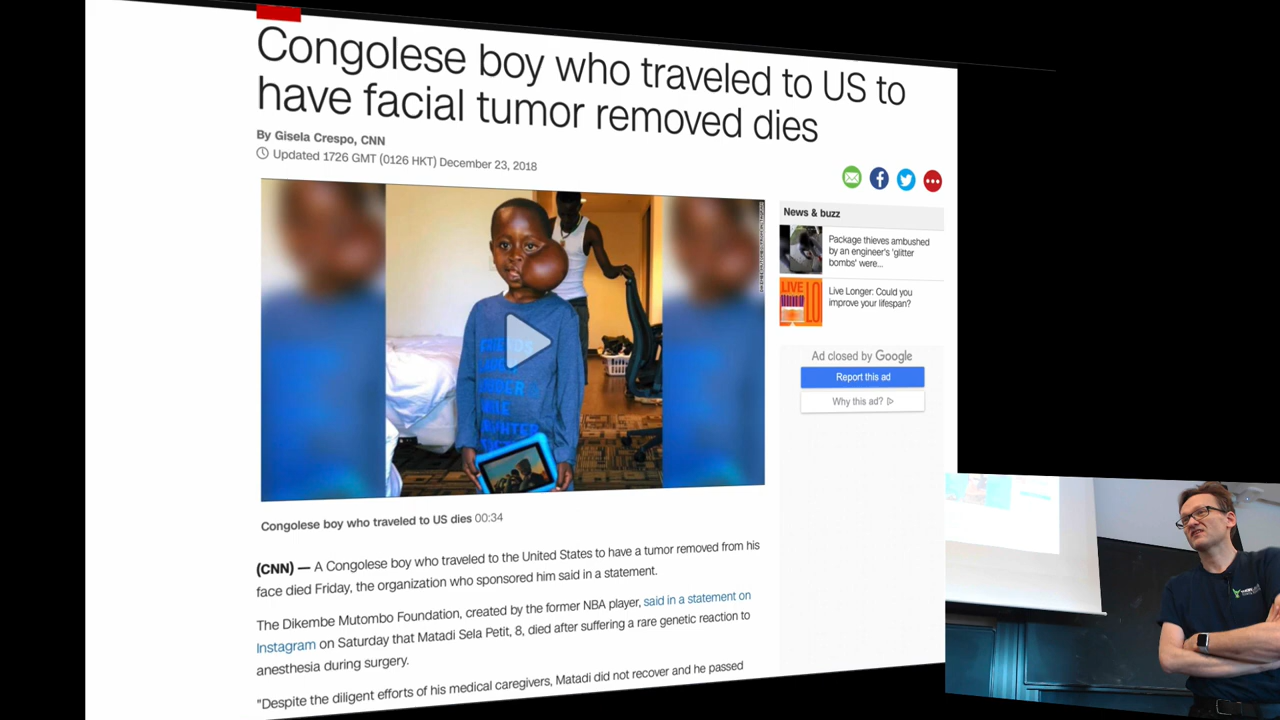 Congolese boy who traveled to US to
have facial tumor removed dies
By Gisela Crespo, CNN
Updated 1726 GMT (0126 HKT) December 23, 2018
News & buzz
Package thieves ambushed
by an engineer's 'glitter
bombs' were...
LIVE
LO
Live Longer: Could you
improve your lifespan?
Ad closed by Google
Report this ad
Why this ad?
Congolese boy who traveled to US dies 00:34
(CNN) — A Congolese boy who traveled to the United States to have a tumor removed from his
face died Friday, the organization who sponsored him said in a statement.
The Dikembe Mutombo Foundation, created by the former NBA player, said in a statement on
Instagram on Saturday that Matadi Sela Petit, 8, died after suffering a rare genetic reaction to
anesthesia during surgery.
"Despite the diligent efforts of his medical caregivers, Matadi did not recover and he passed